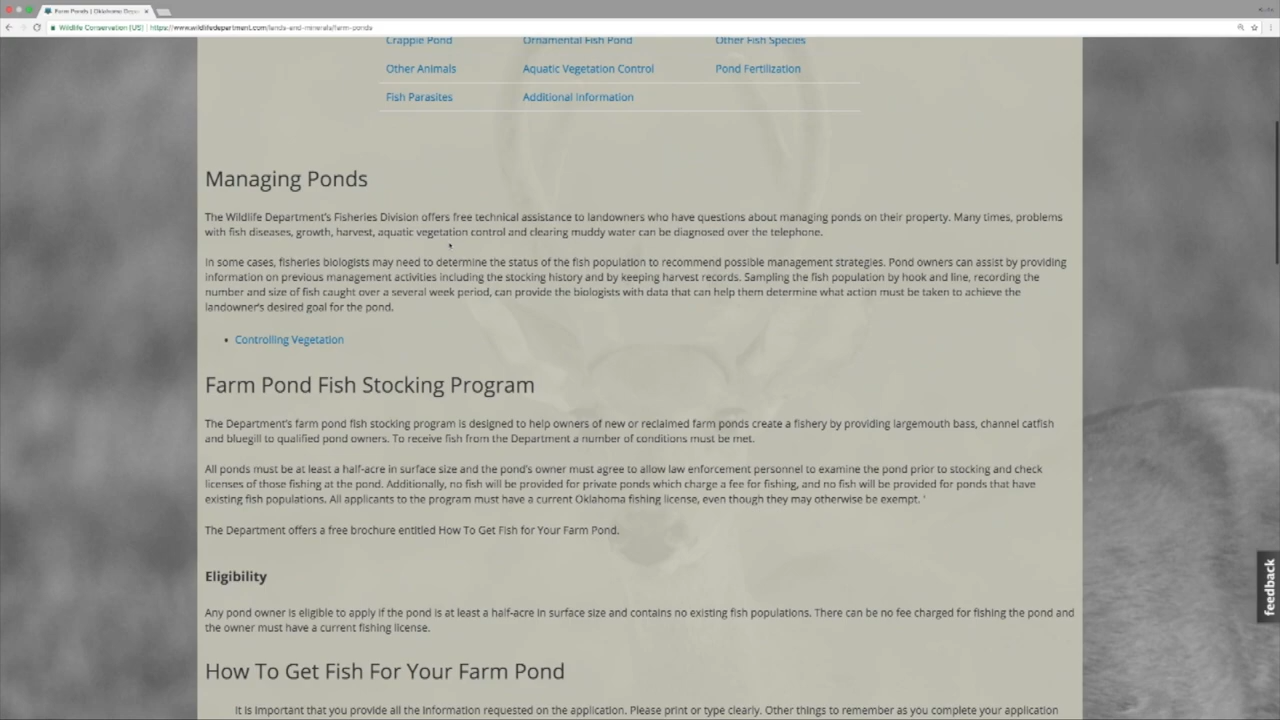 Farm Ponds | Oklahoma Depa
Wildlife Conservation [US] | https://www.wildlifedepartment.com/lands-and-minerals/farm-ponds
Crappie Pond Ornamental Fish Pond Other Fish Species
Other Animals Aquatic Vegetation Control Pond Fertilization
Fish Parasites Additional Information
Managing Ponds
The Wildlife Department's Fisheries Division offers free technical assistance to landowners who have questions about managing ponds on their property. Many times, problems
with fish diseases, growth, harvest, aquatic vegetation control and clearing muddy water can be diagnosed over the telephone.
In some cases, fisheries biologists may need to determine the status of the fish population to recommend possible management strategies. Pond owners can assist by providing
information on previous management activities including the stocking history and by keeping harvest records. Sampling the fish population by hook and line, recording the
number and size of fish caught over a several week period, can provide the biologists with data that can help them determine what action must be taken to achieve the
landowner's desired goal for the pond.
• Controlling Vegetation
Farm Pond Fish Stocking Program
The Department's farm pond fish stocking program is designed to help owners of new or reclaimed farm ponds create a fishery by providing largemouth bass, channel catfish
and bluegill to qualified pond owners. To receive fish from the Department a number of conditions must be met.
All ponds must be at least a half-acre in surface size and the pond's owner must agree to allow law enforcement personnel to examine the pond prior to stocking and check
licenses of those fishing at the pond. Additionally, no fish will be provided for private ponds which charge a fee for fishing, and no fish will be provided for ponds that have
existing fish populations. All applicants to the program must have a current Oklahoma fishing license, even though they may otherwise be exempt. '
The Department offers a free brochure entitled How To Get Fish for Your Farm Pond.
Eligibility
Any pond owner is eligible to apply if the pond is at least a half-acre in surface size and contains no existing fish populations. There can be no fee charged for fishing the pond and
the owner must have a current fishing license.
How To Get Fish For Your Farm Pond
It is important that you provide all the information requested on the application. Please print or type clearly. Other things to remember as you complete your application
feedback